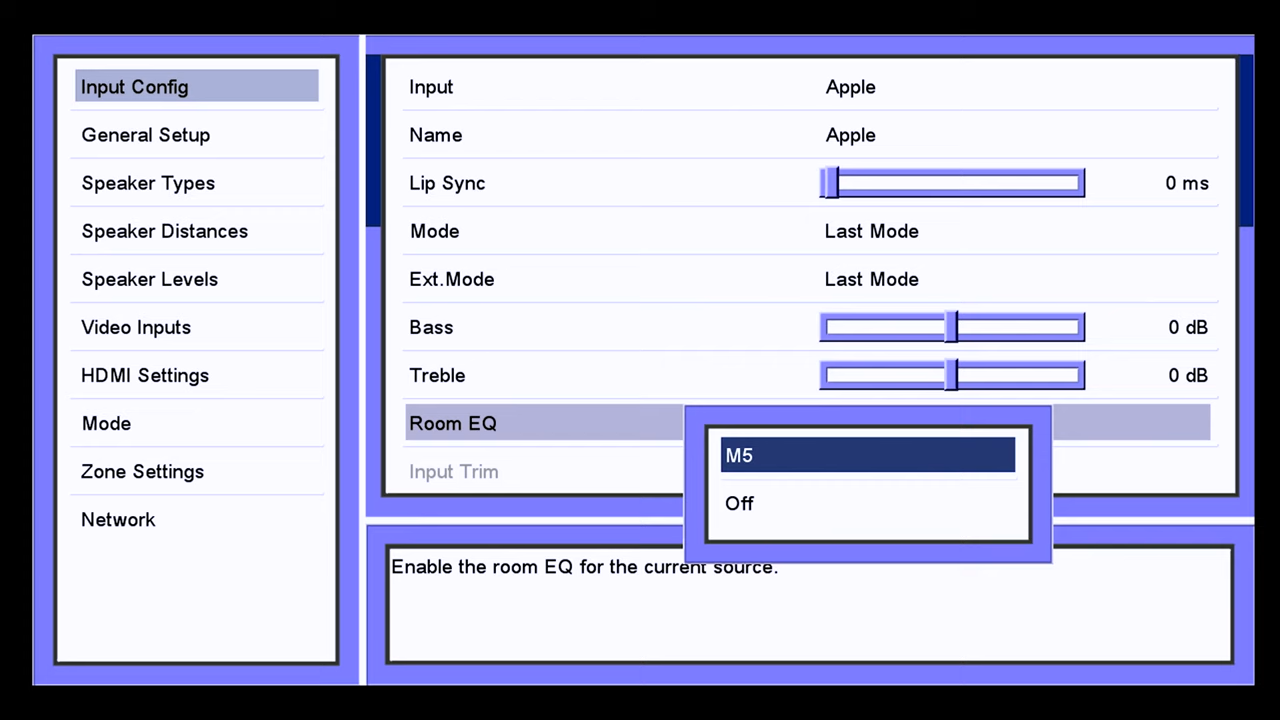 Input Config
General Setup
Speaker Types
Speaker Distances
Speaker Levels
Video Inputs
HDMI Settings
Mode
Zone Settings
Network
Input Apple
Name Apple
Lip Sync 0 ms
Mode Last Mode
Ext.Mode Last Mode
Bass 0 dB
Treble 0 dB
Room EQ
Input Trim
M5
Off
Enable the room EQ for the current source.